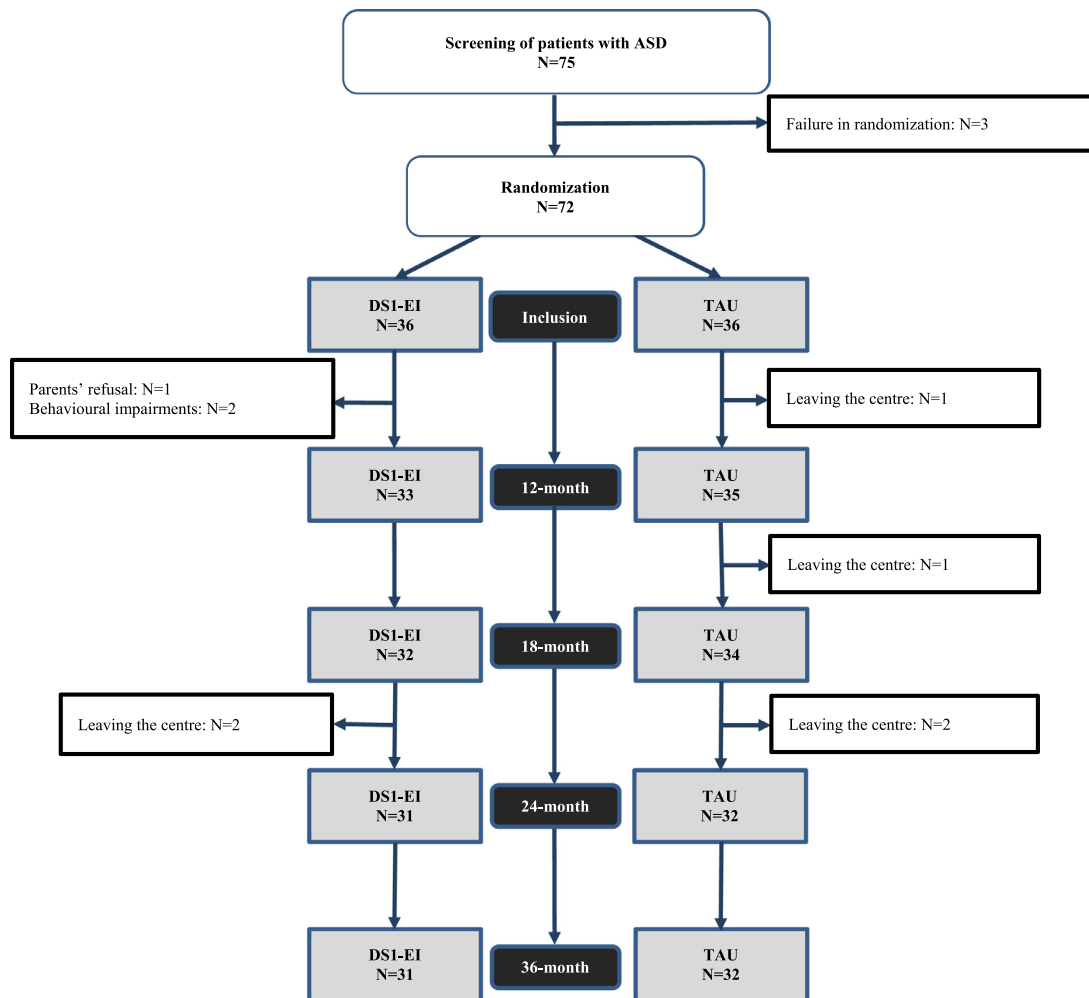 Screening of patients with ASD
N=75
Failure in randomization: N=3
Randomization
N=72
DS1-EI
N=36
Inclusion
TAU
N=36
Parents’ refusal: N=1
Behavioural impairments: N=2
Leaving the centre: N=1
DS1-EI
N=33
12-month
TAU
N=35
Leaving the centre: N=1
DS1-EI
N=32
18-month
TAU
N=34
Leaving the centre: N=2
Leaving the centre: N=2
DS1-EI
N=31
24-month
TAU
N=32
DS1-EI
N=31
36-month
TAU
N=32